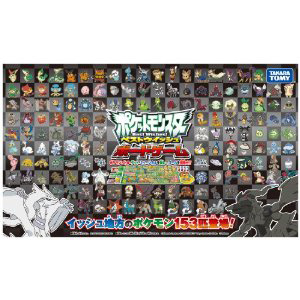 TAKARA
TOMY
ポケットモンスター
Best Wishes!
ベストウイッシュ
ボードゲーム
イッシュ地方のポケモン153匹登場!